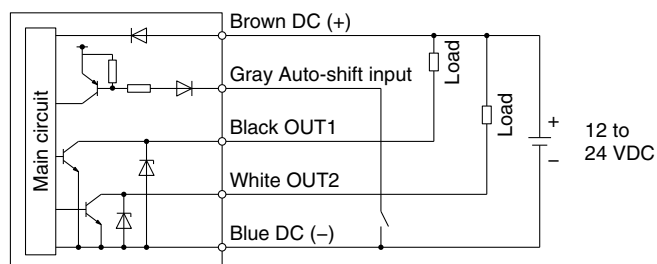 Brown DC (+)
Gray Auto-shift input
Black OUT1
White OUT2
Blue DC (−)
Main circuit
Load
Load
+
−
12 to
24 VDC